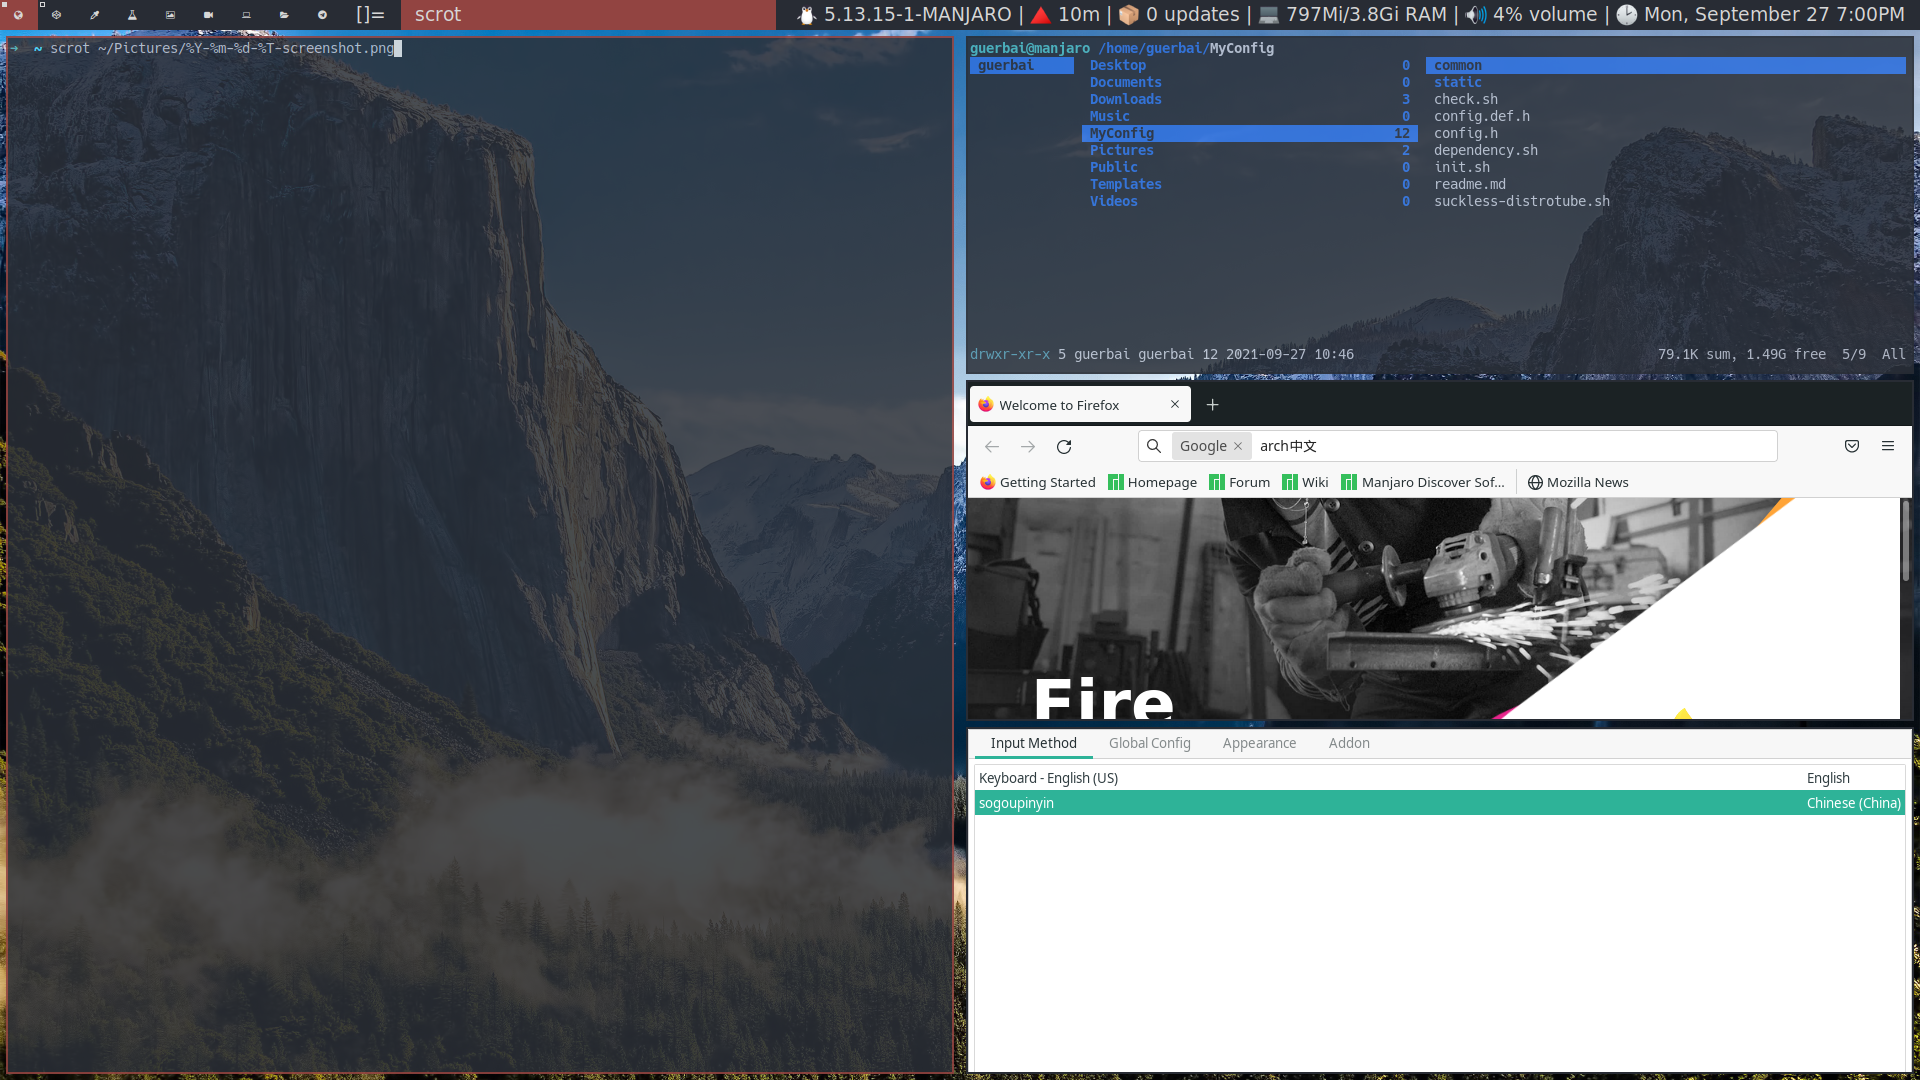 []= scrot 5.13.15-1-MANJARO | 10m | 0 updates | 797Mi/3.8Gi RAM | 4% volume | Mon, September 27 7:00PM
➜ ~ scrot ~/Pictures/%Y-%m-%d-%T-screenshot.png
guerbai@manjaro /home/guerbai/MyConfig
guerbai Desktop 0 common
Documents 0 static
Downloads 3 check.sh
Music 0 config.def.h
MyConfig 12 config.h
Pictures 2 dependency.sh
Public 0 init.sh
Templates 0 readme.md
Videos 0 suckless-distrotube.sh
drwxr-xr-x 5 guerbai guerbai 12 2021-09-27 10:46 79.1K sum, 1.49G free 5/9 All
Welcome to Firefox
Google arch中文
Getting Started Homepage Forum Wiki Manjaro Discover Sof... Mozilla News
Fire
Input Method Global Config Appearance Addon
Keyboard - English (US) English
sogoupinyin Chinese (China)